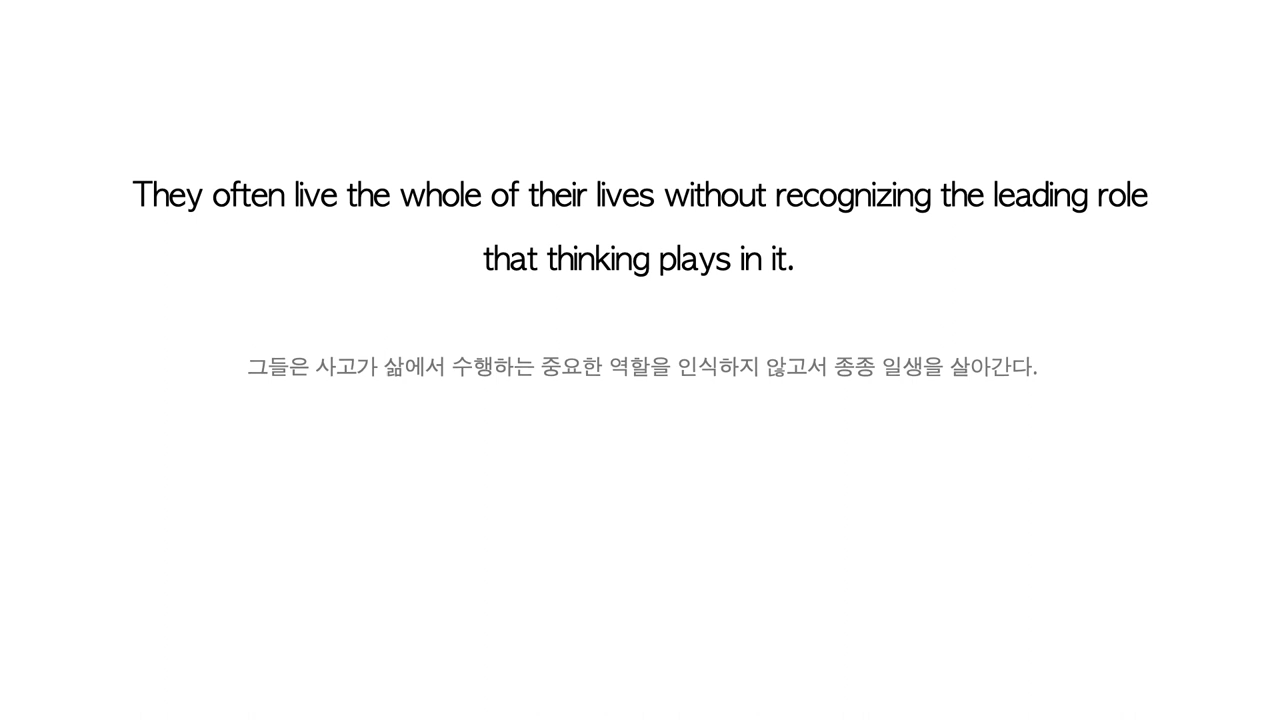 They often live the whole of their lives without recognizing the leading role
that thinking plays in it.
그들은 사고가 삶에서 수행하는 중요한 역할을 인식하지 않고서 종종 일생을 살아간다.